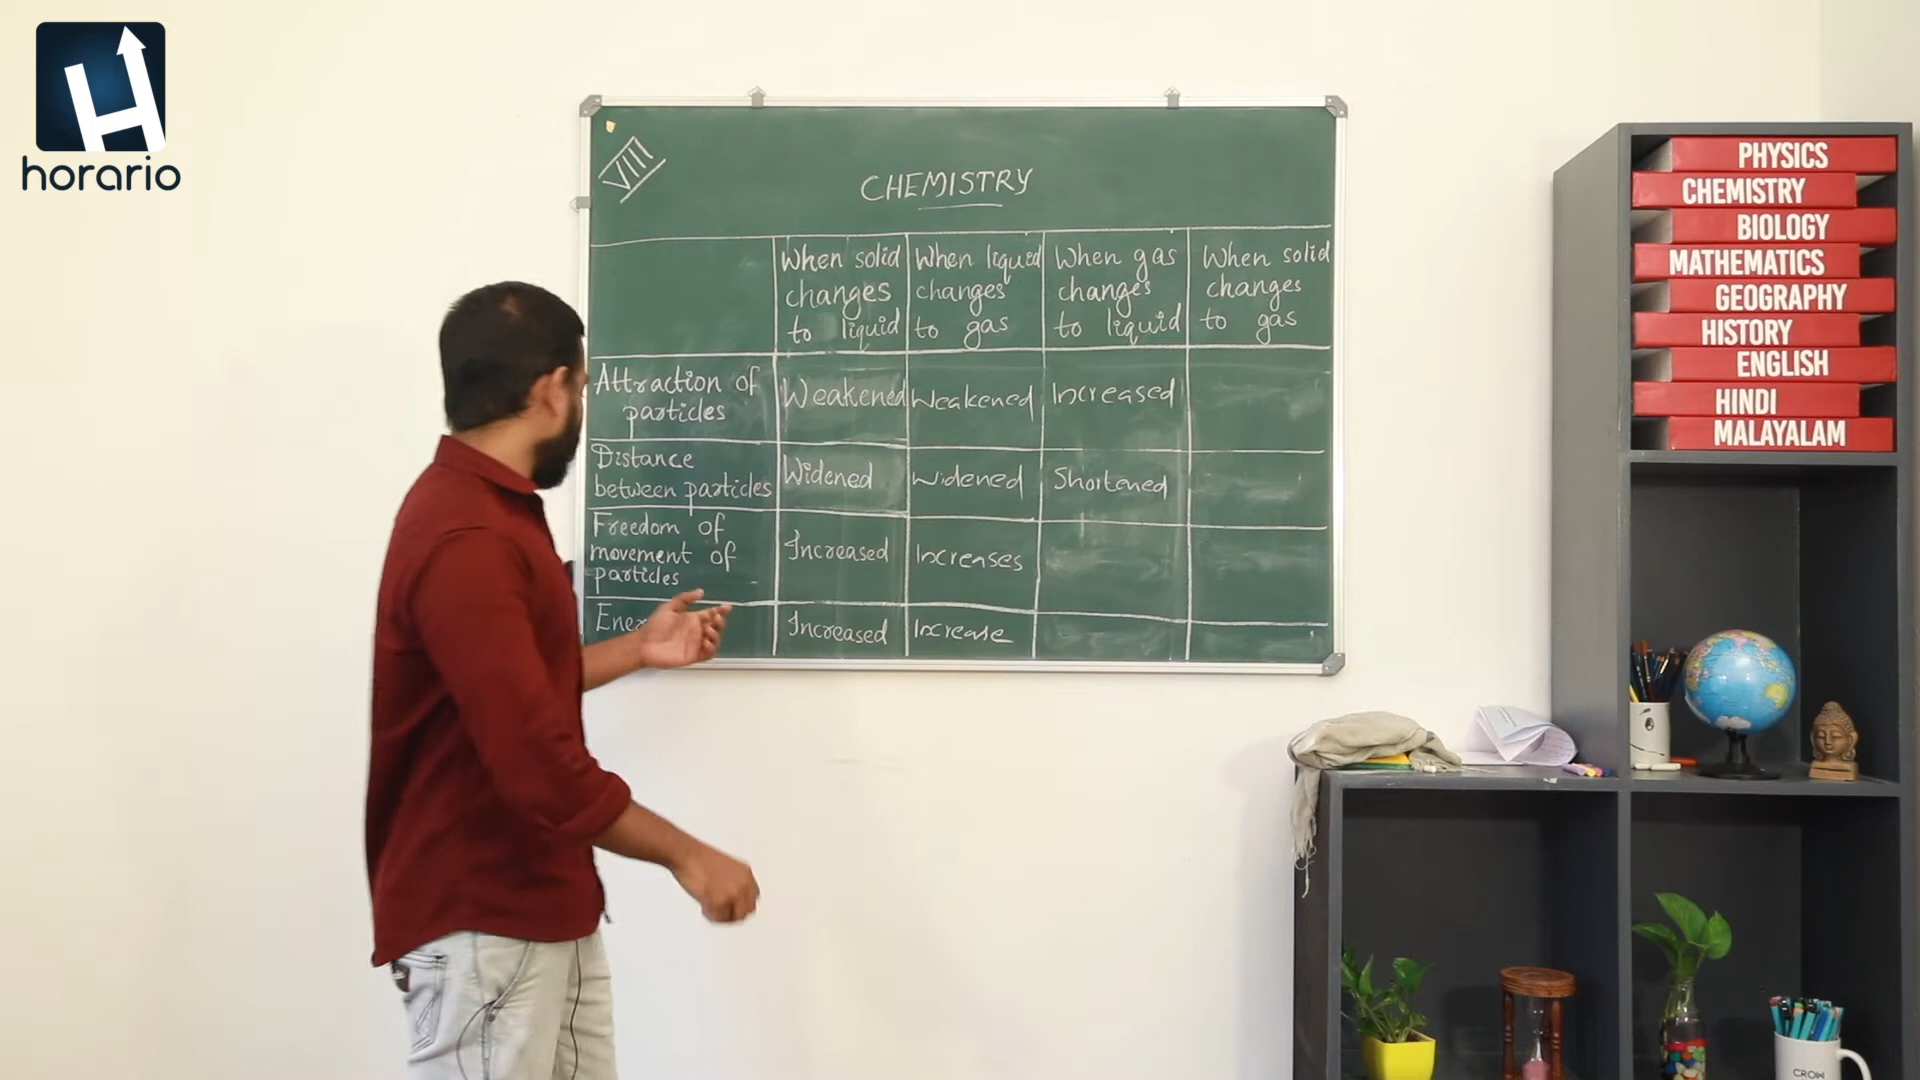 horario
VIII
CHEMISTRY
When solid changes to liquid
When liquid changes to gas
When gas changes to liquid
When solid changes to gas
Attraction of particles
Weakened
Weakened
Increased
Distance between particles
Widened
Widened
Shortened
Freedom of movement of particles
Increased
Increases
Increased
Increase
PHYSICS
CHEMISTRY
BIOLOGY
MATHEMATICS
GEOGRAPHY
HISTORY
ENGLISH
HINDI
MALAYALAM
CROW